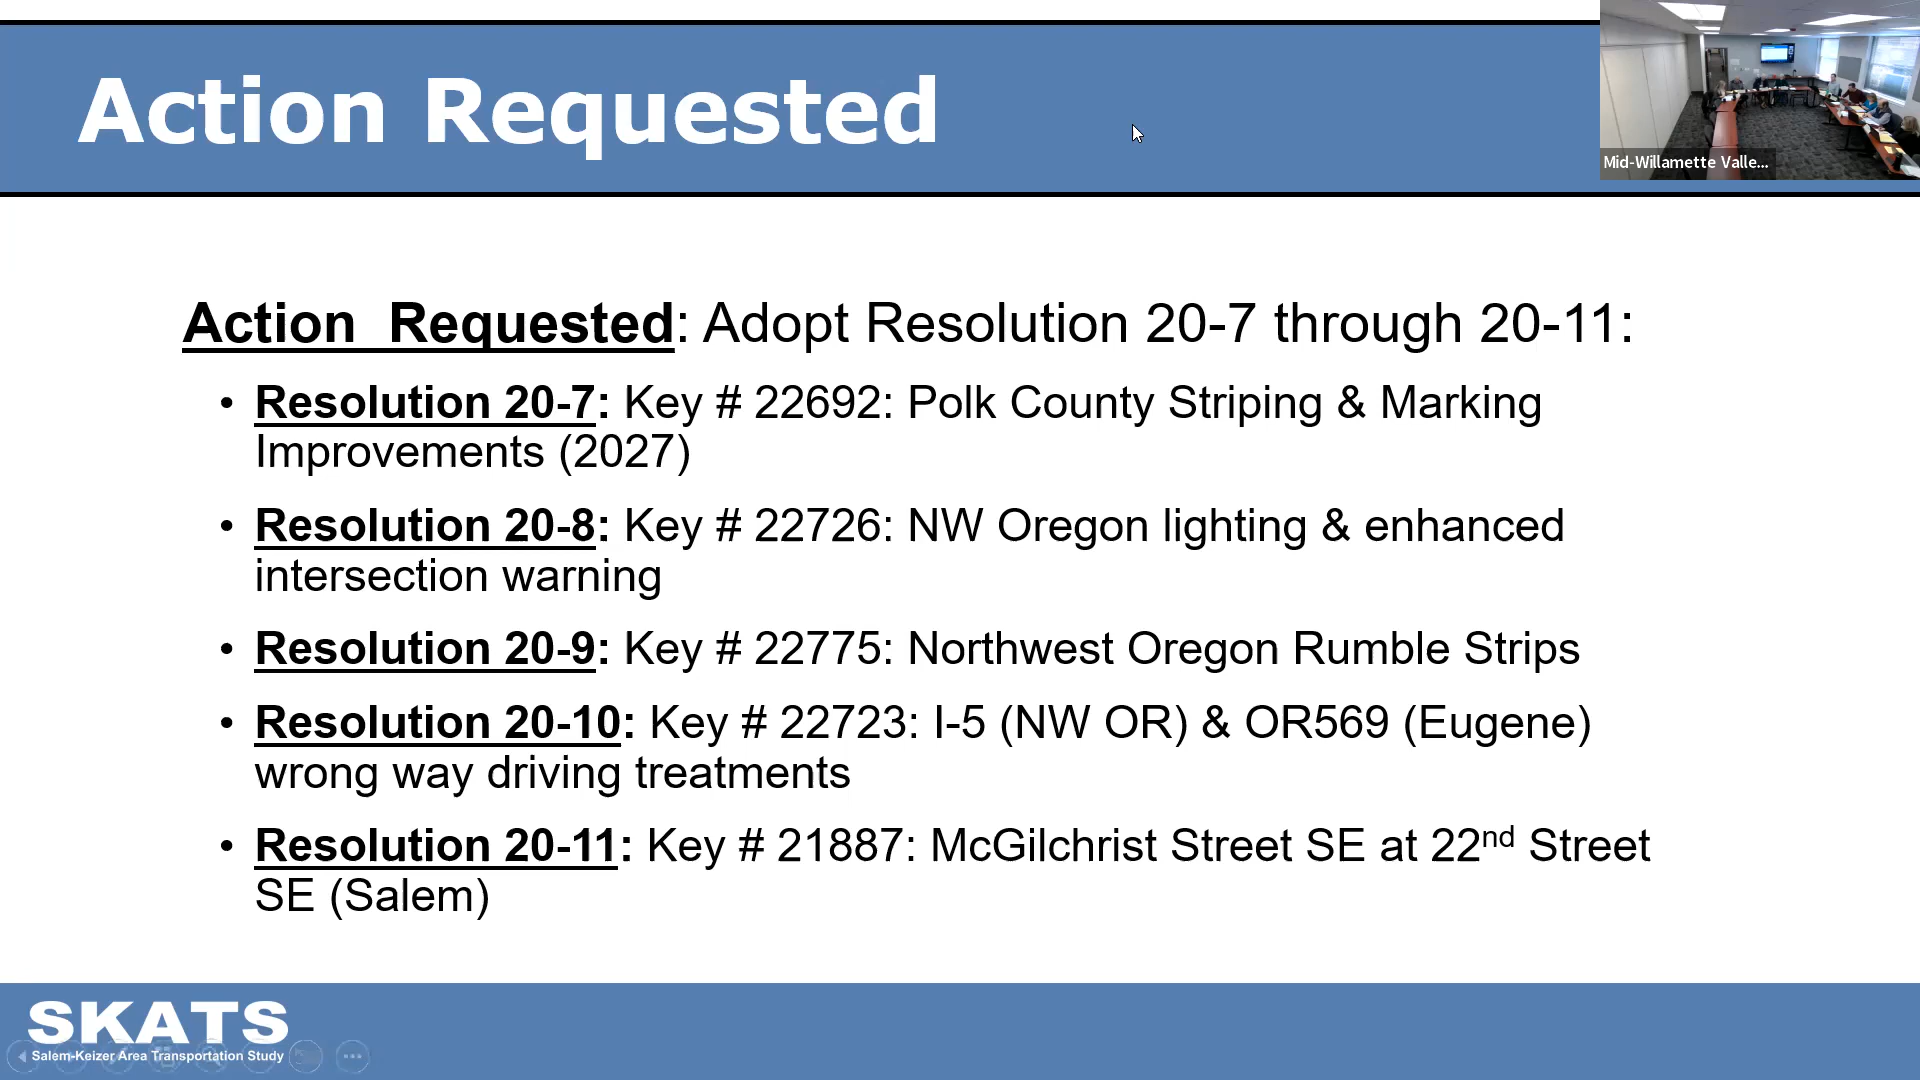 Action Requested
Mid-Willamette Valle...
Action Requested: Adopt Resolution 20-7 through 20-11:
• Resolution 20-7: Key # 22692: Polk County Striping & Marking
Improvements (2027)
• Resolution 20-8: Key # 22726: NW Oregon lighting & enhanced
intersection warning
• Resolution 20-9: Key # 22775: Northwest Oregon Rumble Strips
• Resolution 20-10: Key # 22723: I-5 (NW OR) & OR569 (Eugene)
wrong way driving treatments
• Resolution 20-11: Key # 21887: McGilchrist Street SE at 22nd Street
SE (Salem)
SKATS
Salem-Keizer Area Transportation Study